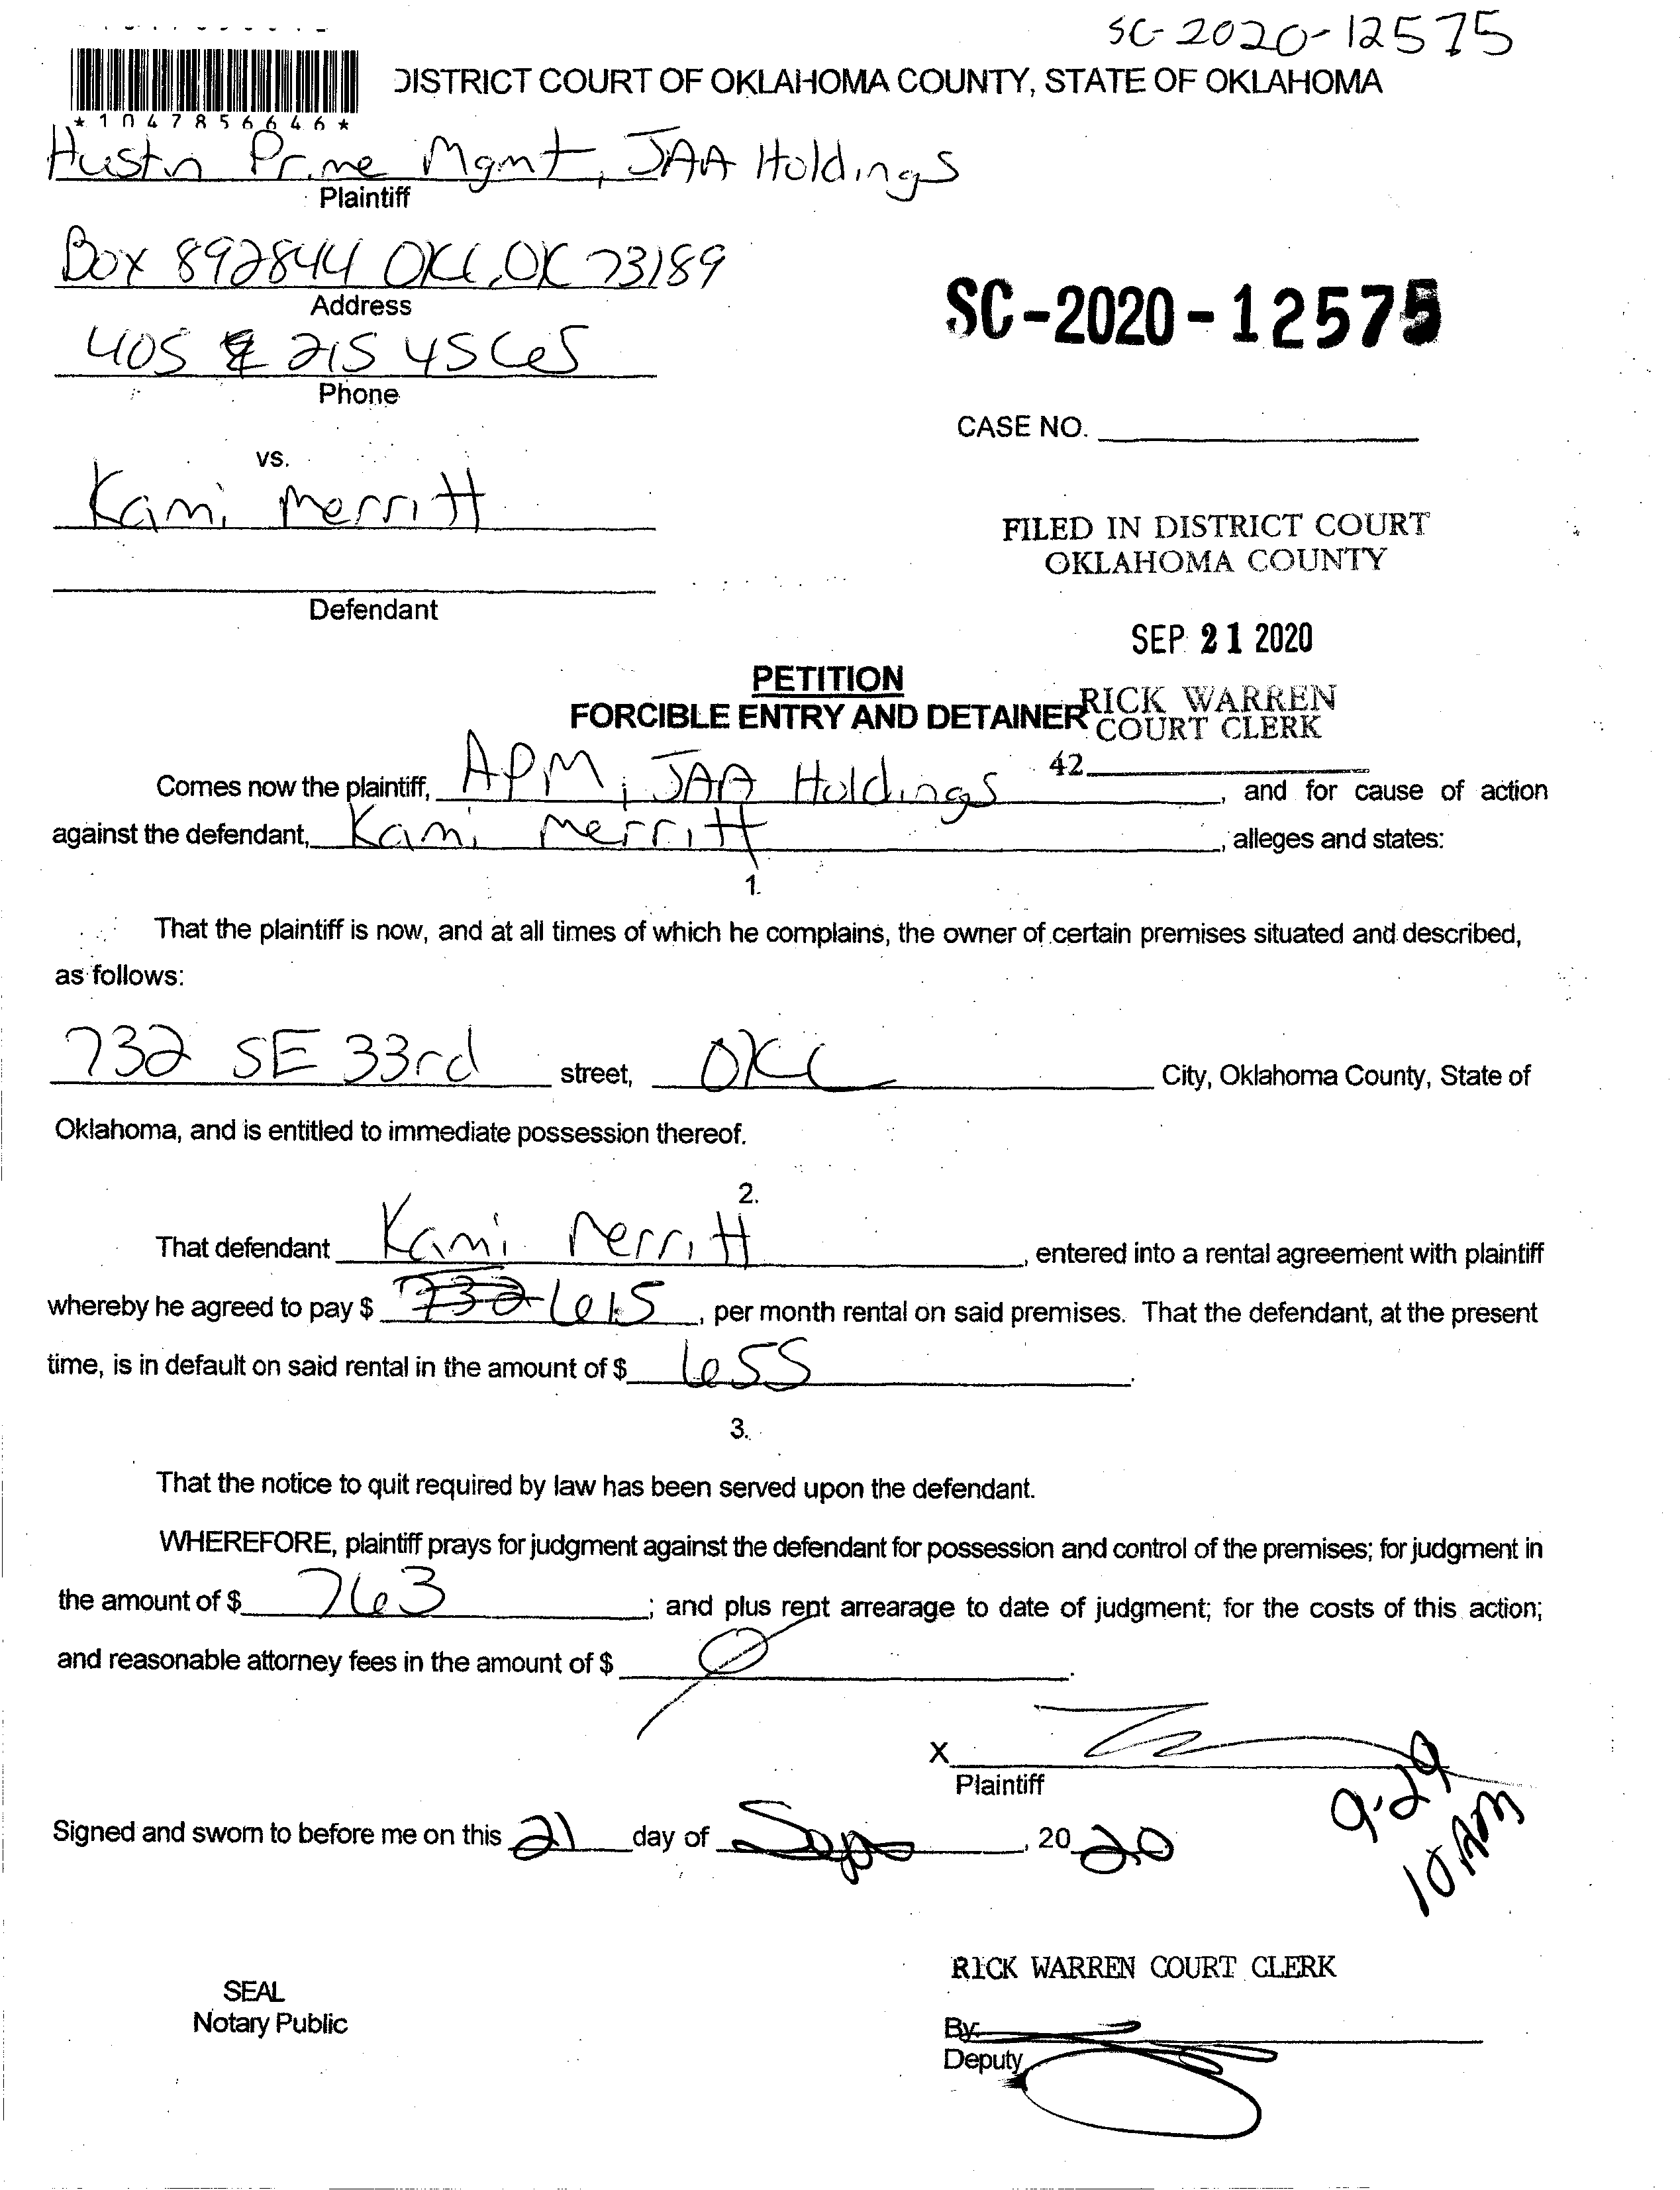 SC-2020-12575
DISTRICT COURT OF OKLAHOMA COUNTY, STATE OF OKLAHOMA
*1047856646*
Prime Mgmt, JAA Holdings
Plaintiff
Box 892844 OKC, OK 73189
Address
SC-2020-12575
405 215 4565
Phone
CASE NO.
vs.
Kami Merritt
FILED IN DISTRICT COURT
OKLAHOMA COUNTY
Defendant
SEP 21 2020
PETITION
FORCIBLE ENTRY AND DETAINER
RICK WARREN
COURT CLERK
42
Comes now the plaintiff, APM, JAA Holdings, and for cause of action
against the defendant, Kami Merritt, alleges and states:
1.
That the plaintiff is now, and at all times of which he complains, the owner of certain premises situated and described,
as follows:
732 SE 33rd street, OKC City, Oklahoma County, State of
Oklahoma, and is entitled to immediate possession thereof.
2.
That defendant Kami Merritt, entered into a rental agreement with plaintiff
whereby he agreed to pay $ 732 615, per month rental on said premises. That the defendant, at the present
time, is in default on said rental in the amount of $ 655.
3.
That the notice to quit required by law has been served upon the defendant.
WHEREFORE, plaintiff prays for judgment against the defendant for possession and control of the premises; for judgment in
the amount of $ 763; and plus rent arrearage to date of judgment; for the costs of this action;
and reasonable attorney fees in the amount of $ 0.
X
Plaintiff
9-29
10 AM
Signed and sworn to before me on this 21 day of Sept, 2020
RICK WARREN COURT CLERK
SEAL
Notary Public
By:
Deputy